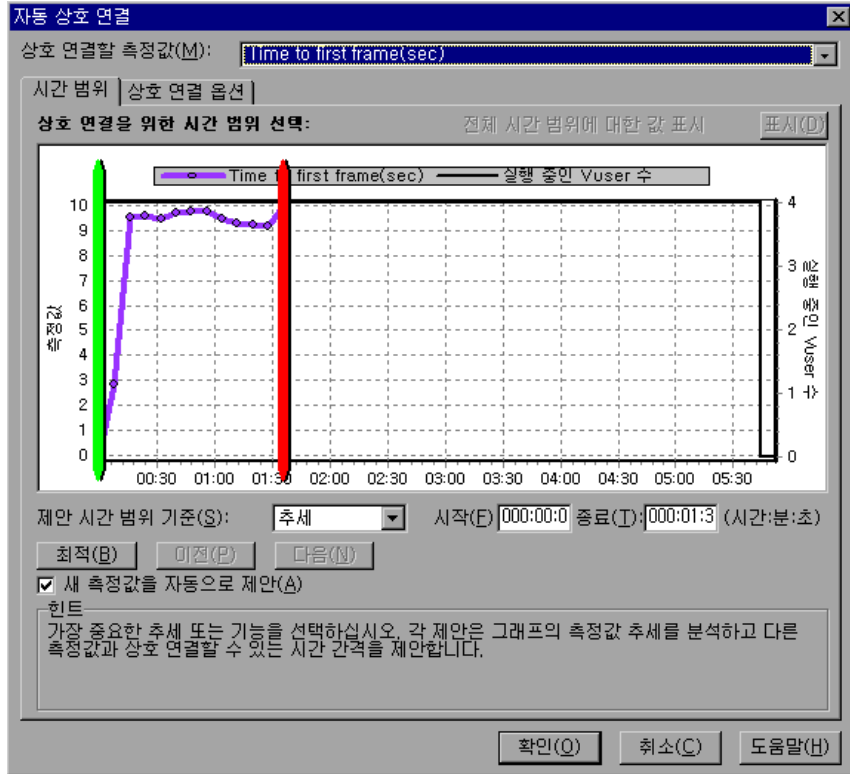 자동 상호 연결
상호 연결할 측정값(M): Time to first frame(sec)
시간 범위 상호 연결 옵션
상호 연결을 위한 시간 범위 선택: 전체 시간 범위에 대한 값 표시 표시(D)
Time to first frame(sec) 실행 중인 Vuser 수
10
9
8
7
6
5
4
3
2
1
0
측정값
4
3
2
1
0
실행 중인 Vuser 수
00:30 01:00 01:30 02:00 02:30 03:00 03:30 04:00 04:30 05:00 05:30
제안 시간 범위 기준(S): 추세 시작(F) 000:00:0 종료(T): 000:01:3 (시간:분:초)
최적(B) 이전(P) 다음(N)
새 측정값을 자동으로 제안(A)
힌트
가장 중요한 추세 또는 기능을 선택하십시오. 각 제안은 그래프의 측정값 추세를 분석하고 다른
측정값과 상호 연결할 수 있는 시간 간격을 제안합니다.
확인(O) 취소(C) 도움말(H)